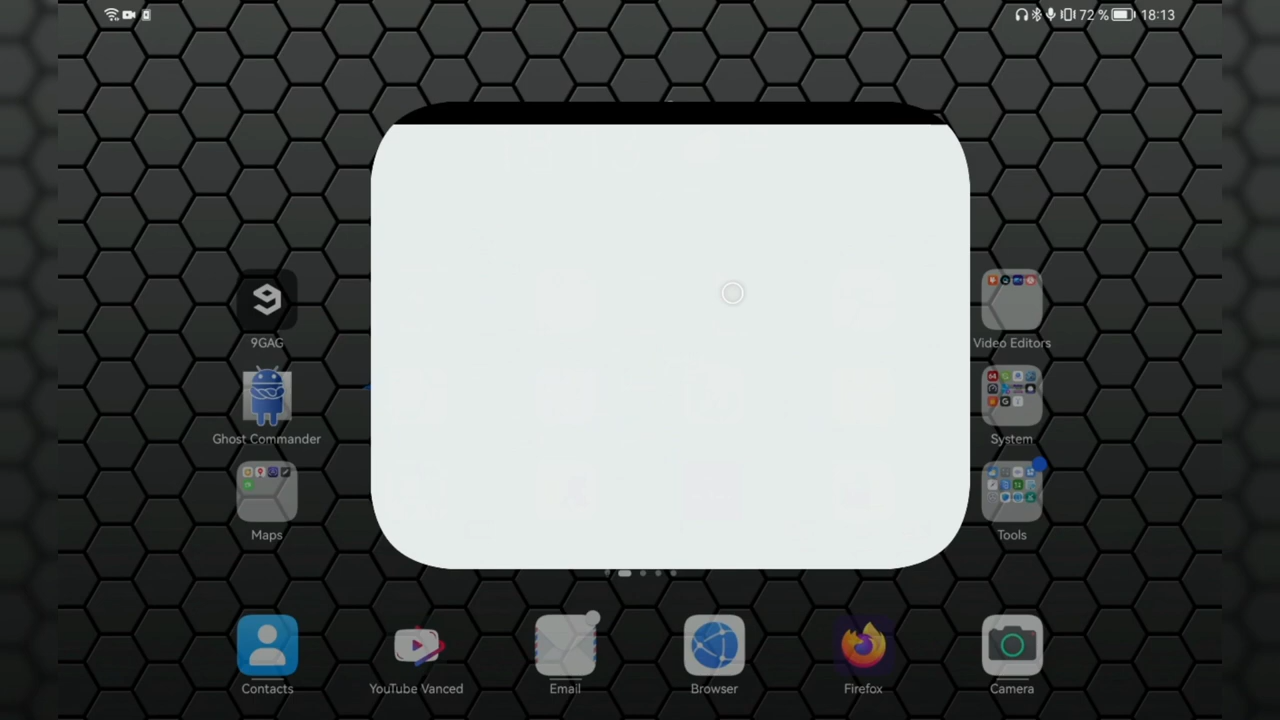 72 % 18:13
9GAG
Video Editors
Ghost Commander
System
Maps
Tools
Contacts
YouTube Vanced
Email
Browser
Firefox
Camera